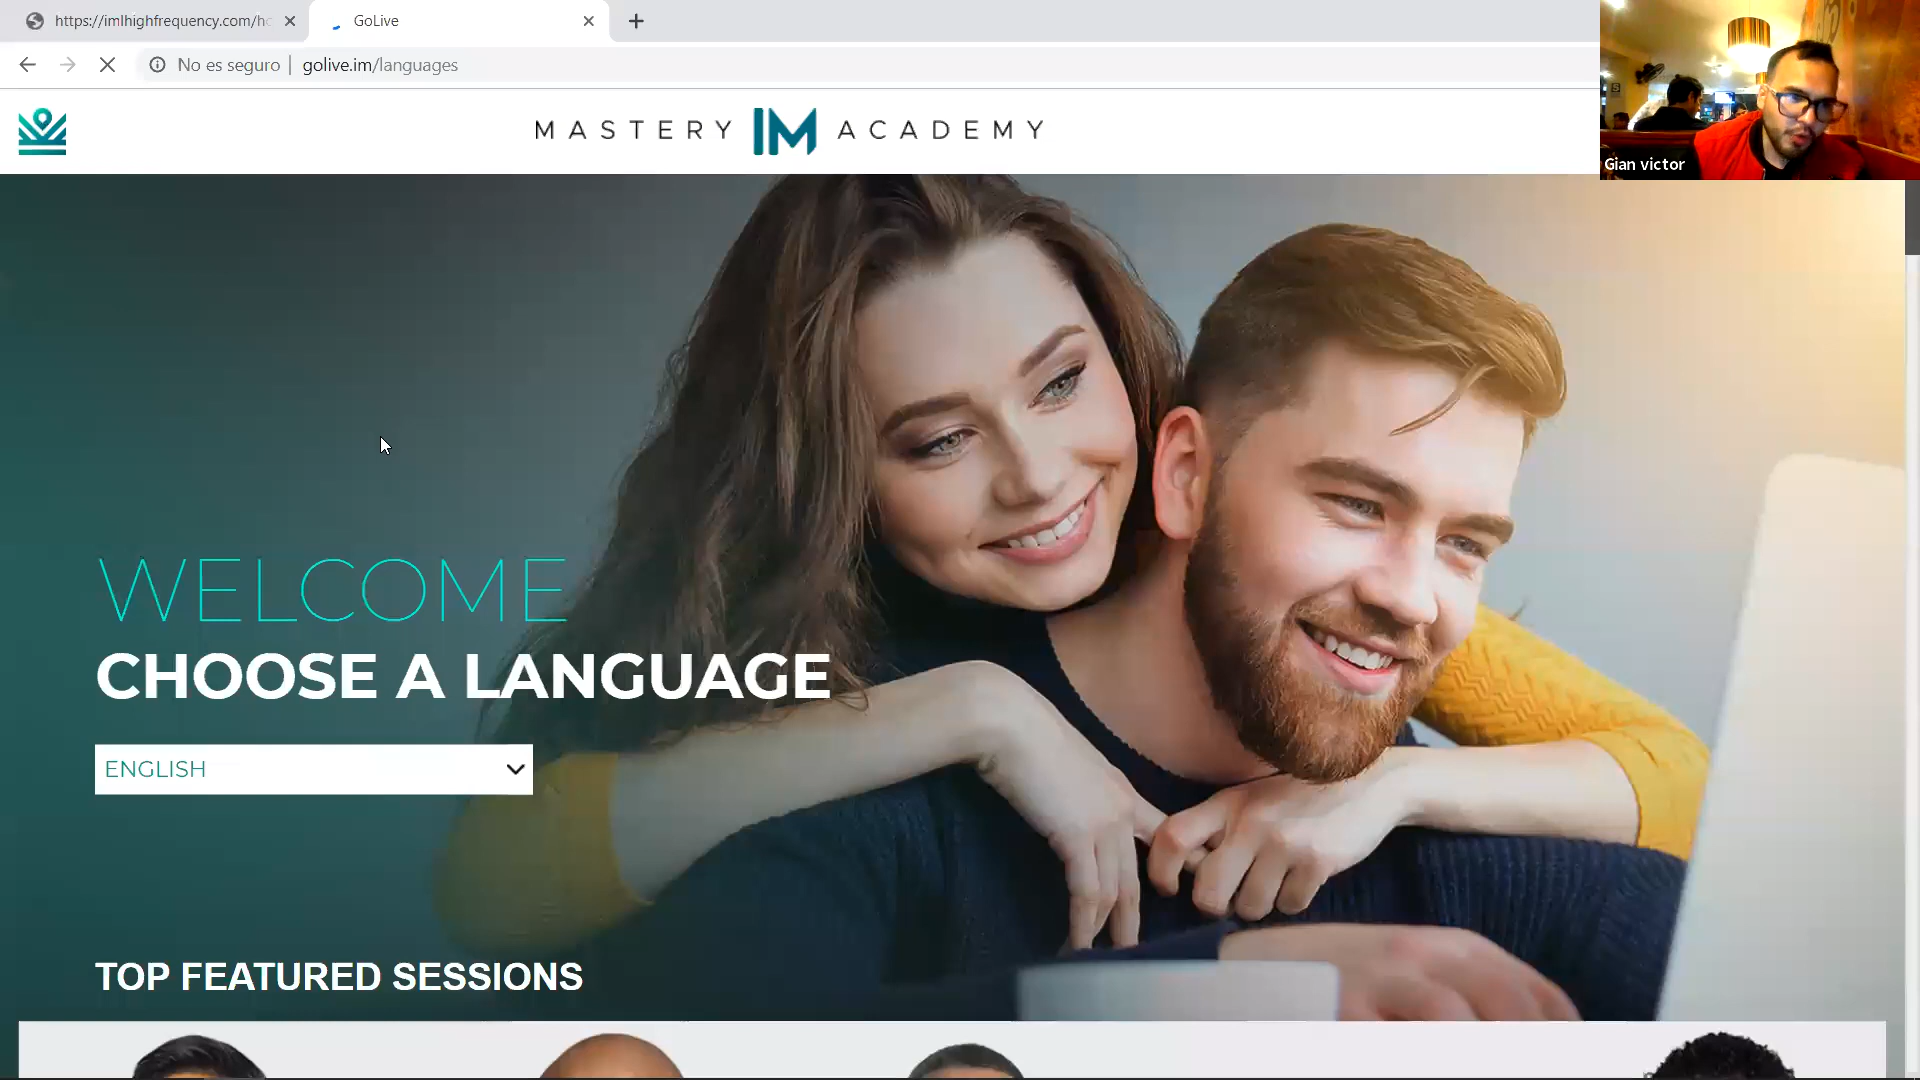 https://imlhighfrequency.com/ho
GoLive
No es seguro | golive.im/languages
MASTERY IM ACADEMY
Gian victor
WELCOME
CHOOSE A LANGUAGE
ENGLISH
TOP FEATURED SESSIONS